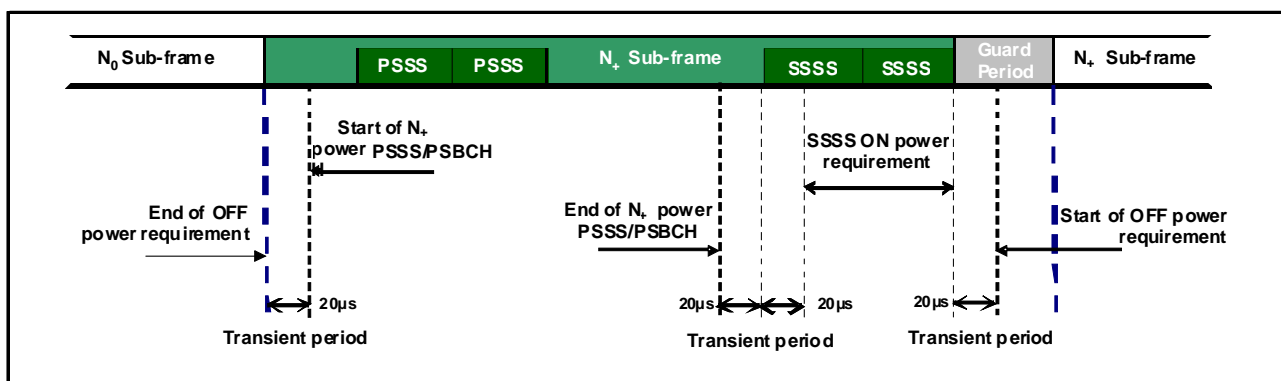 N₀ Sub-frame
PSSS
PSSS
N₊ Sub-frame
SSSS
SSSS
Guard
Period
N₊ Sub-frame
Start of N₊
power PSSS/PSBCH
SSSS ON power
requirement
End of OFF
power requirement
End of N₊ power
PSSS/PSBCH
Start of OFF power
requirement
20µs
20µs
20µs
20µs
Transient period
Transient period
Transient period